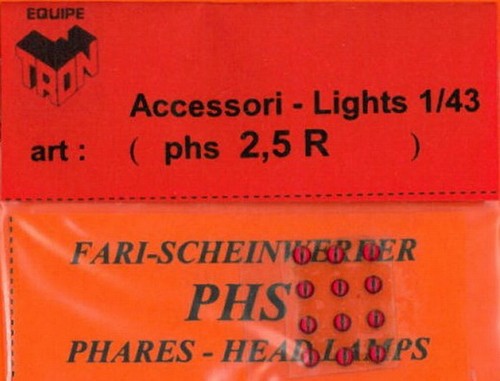 EQUIPE
TRON
Accessori - Lights 1/43
art : ( phs 2,5 R )
FARI-SCHEINWERFER
PHS
PHARES - HEAD LAMPS